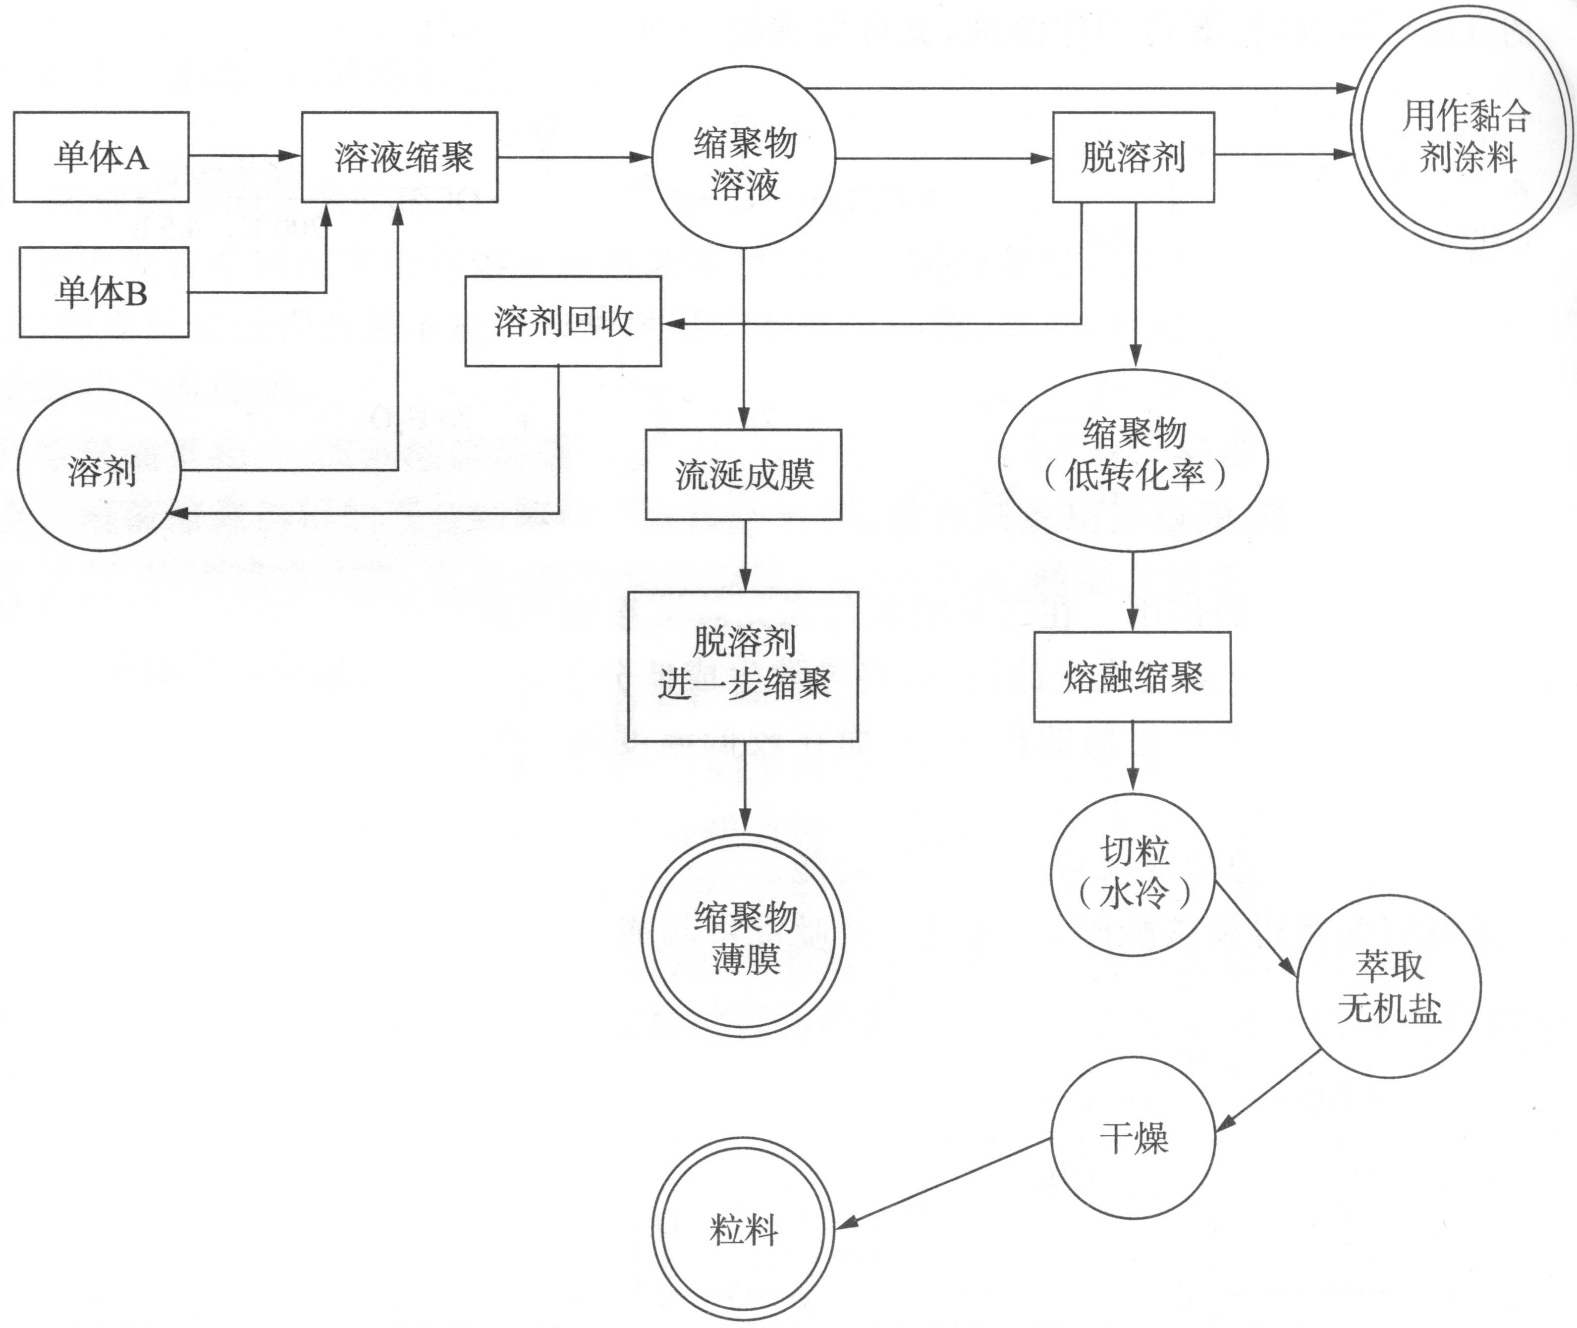 单体A
溶液缩聚
缩聚物
溶液
脱溶剂
用作黏合
剂涂料
单体B
溶剂回收
溶剂
流涎成膜
缩聚物
（低转化率）
脱溶剂
进一步缩聚
熔融缩聚
切粒
（水冷）
缩聚物
薄膜
萃取
无机盐
干燥
粒料